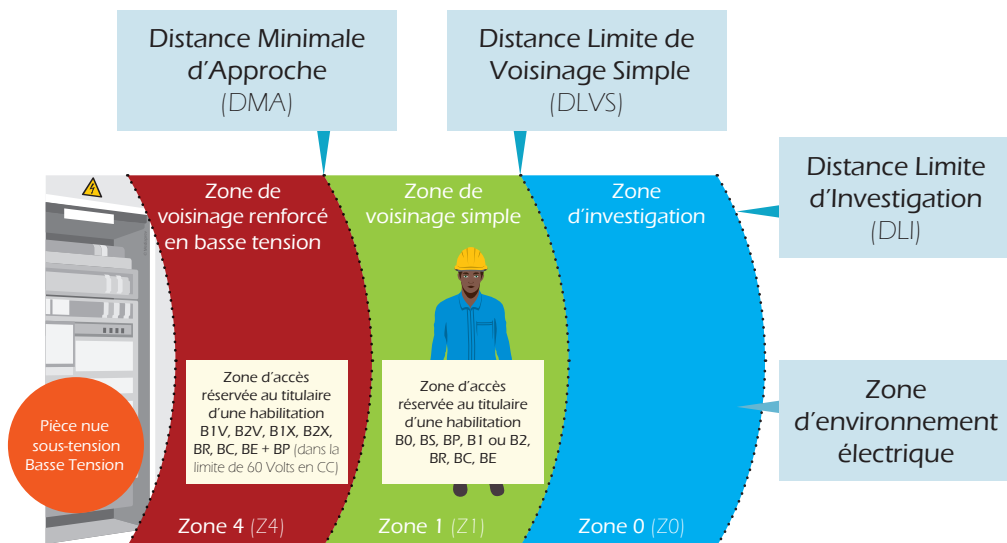 Distance Minimale
d'Approche
(DMA)
Distance Limite de
Voisinage Simple
(DLVS)
Distance Limite
d'Investigation
(DLI)
Zone de
voisinage renforcé
en basse tension
Zone de
voisinage simple
Zone
d'investigation
Zone d'accès
réservée au titulaire
d'une habilitation
B1V, B2V, B1X, B2X,
BR, BC, BE + BP (dans la
limite de 60 Volts en CC)
Zone d'accès
réservée au titulaire
d'une habilitation
B0, BS, BP, B1 ou B2,
BR, BC, BE
Zone
d'environnement
électrique
Pièce nue
sous-tension
Basse Tension
Zone 4 (Z4)
Zone 1 (Z1)
Zone 0 (Z0)